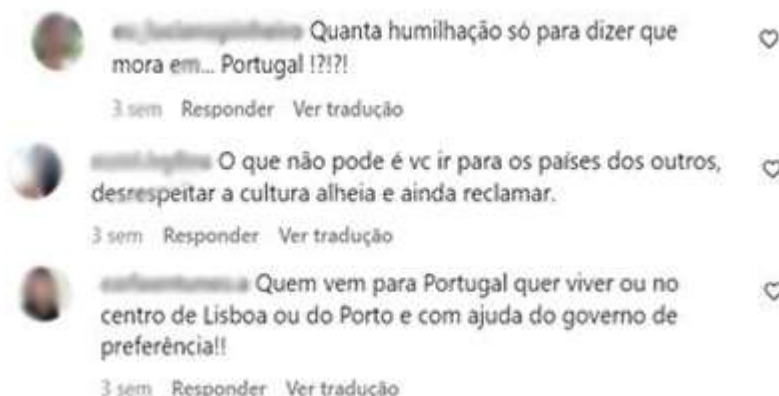 Quanta humilhação só para dizer que
mora em... Portugal !?!?!
3 sem Responder Ver tradução
O que não pode é vc ir para os países dos outros,
desrespeitar a cultura alheia e ainda reclamar.
3 sem Responder Ver tradução
Quem vem para Portugal quer viver ou no
centro de Lisboa ou do Porto e com ajuda do governo de
preferência!!
3 sem Responder Ver tradução